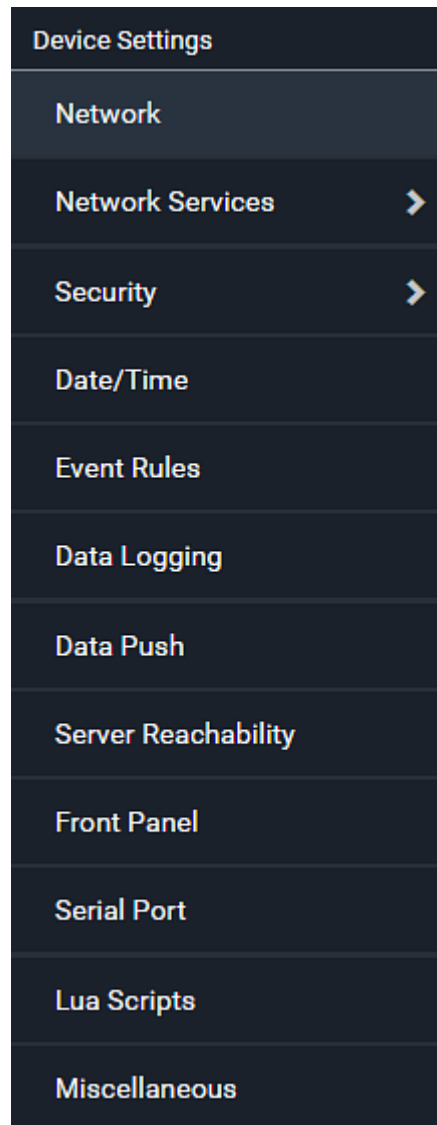 Device Settings
Network
Network Services
Security
Date/Time
Event Rules
Data Logging
Data Push
Server Reachability
Front Panel
Serial Port
Lua Scripts
Miscellaneous